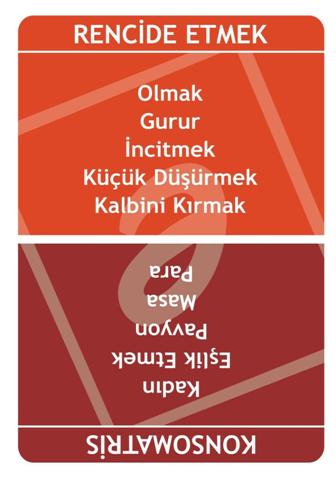 RENCİDE ETMEK
Olmak
Gurur
İncitmek
Küçük Düşürmek
Kalbini Kırmak
KONSOMATRİS
Kadın
Eşlik Etmek
Pavyon
Masa
Para